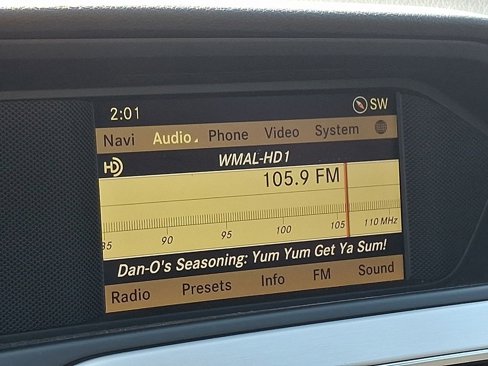 2:01 SW
Navi Audio Phone Video System
HD WMAL-HD1
105.9 FM
85 90 95 100 105 110 MHz
Dan-O's Seasoning: Yum Yum Get Ya Sum!
Radio Presets Info FM Sound